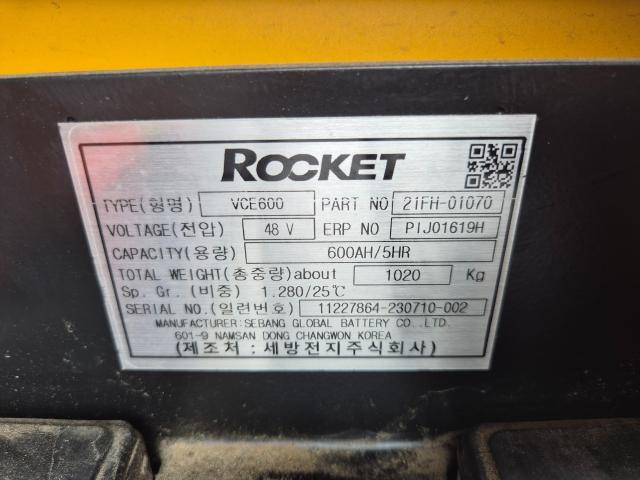 ROCKET
TYPE(형명) VCE600 PART NO 21FH-01070
VOLTAGE(전압) 48 V ERP NO P1J01619H
CAPACITY(용량) 600AH/5HR
TOTAL WEIGHT(총중량)about 1020 Kg
Sp. Gr. (비중) 1.280/25℃
SERIAL NO.(일련번호) 11227864-230710-002
MANUFACTURER:SEBANG GLOBAL BATTERY CO.,LTD.
601-9 NAMSAN DONG CHANGWON KOREA
(제조처 : 세방전지주식회사)